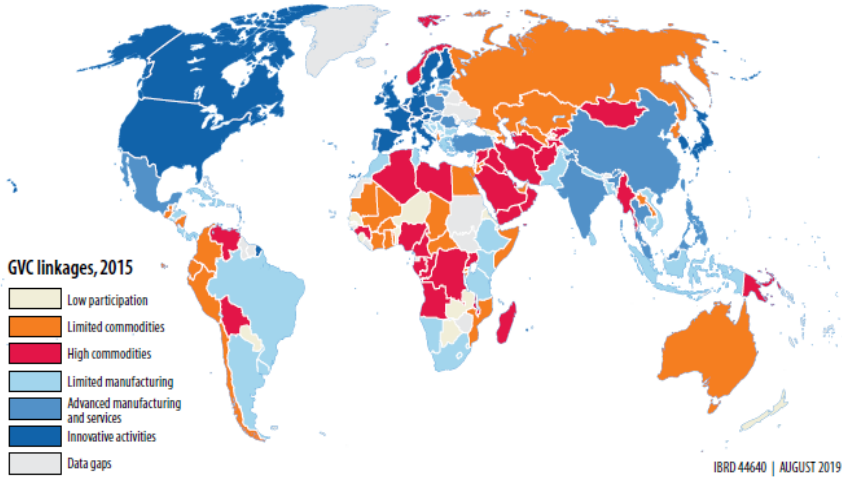 GVC linkages, 2015
Low participation
Limited commodities
High commodities
Limited manufacturing
Advanced manufacturing
and services
Innovative activities
Data gaps
IBRD 44640 | AUGUST 2019